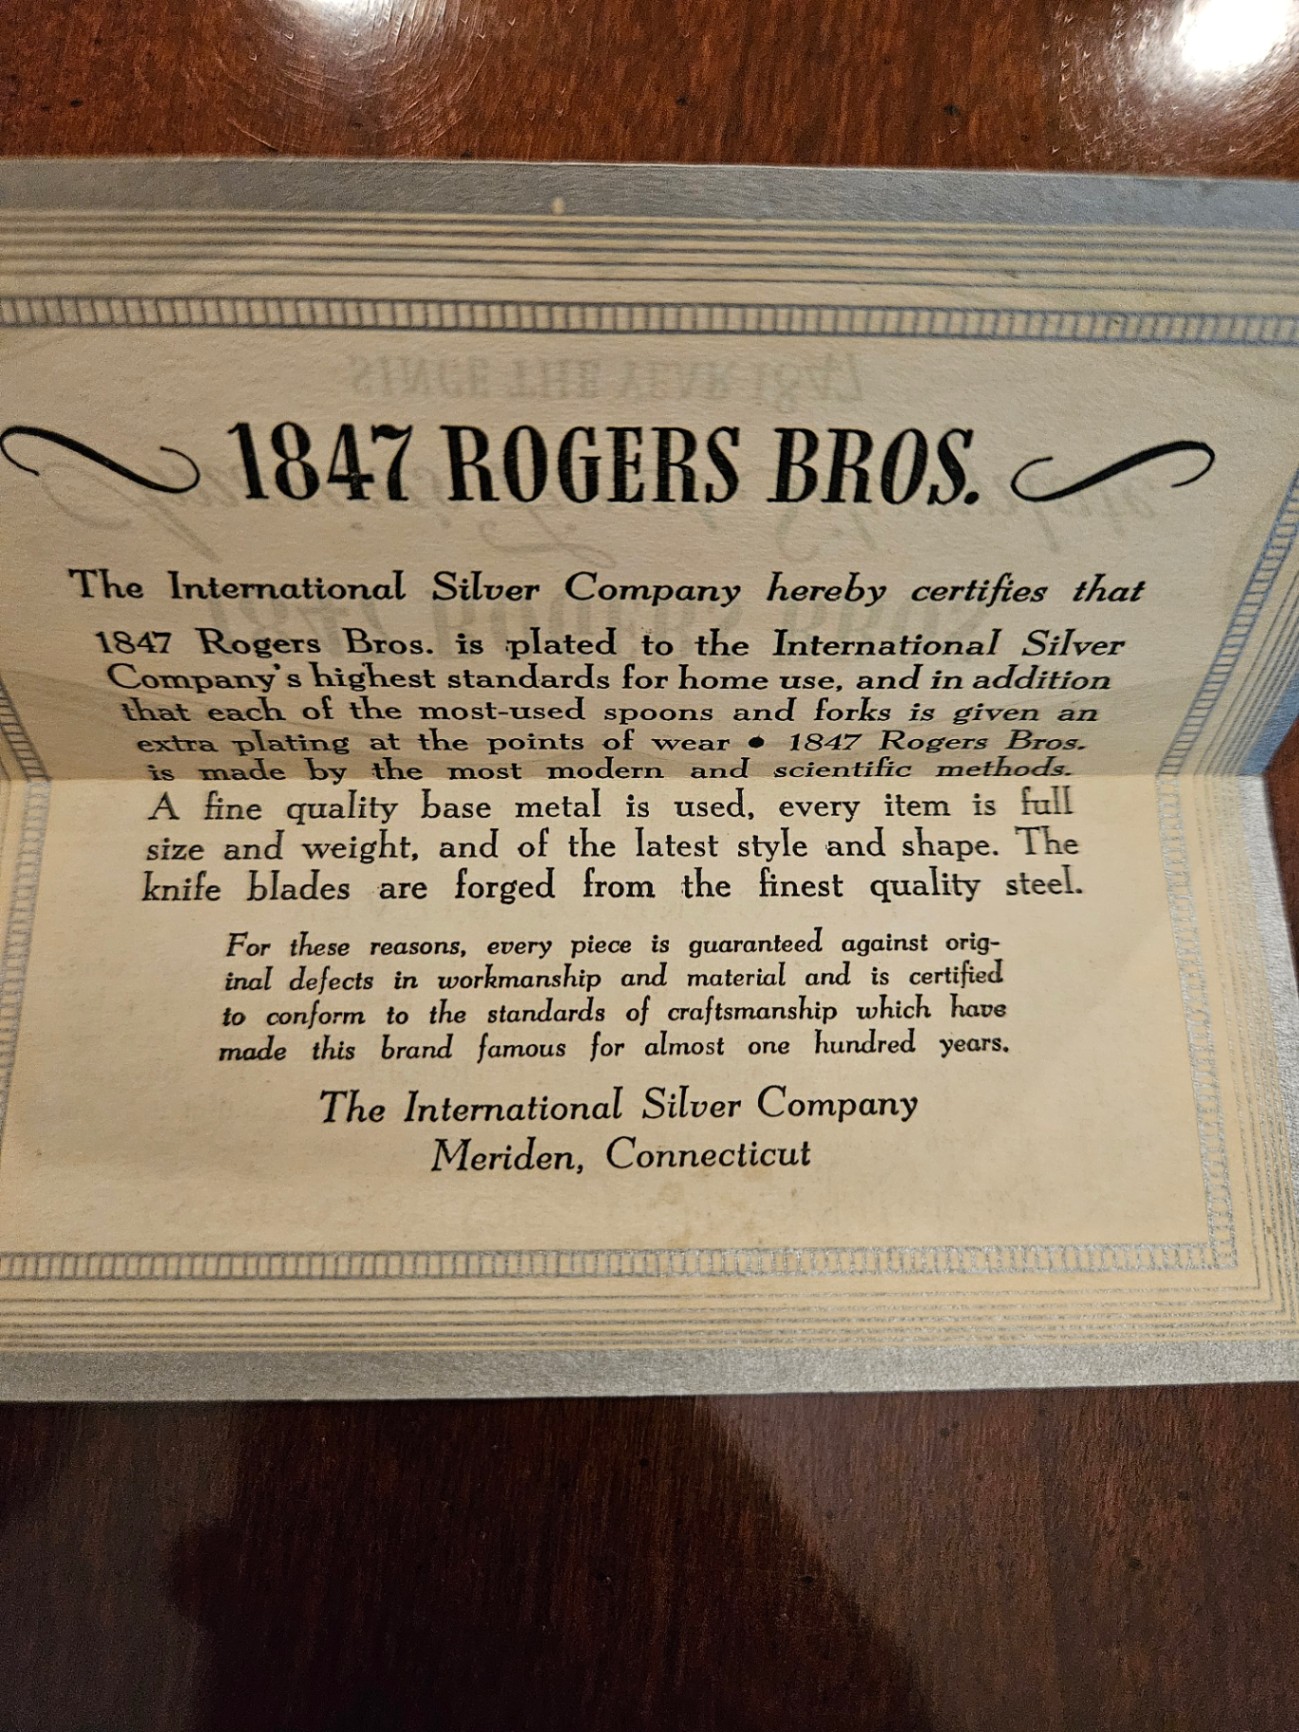 SINCE THE YEAR 1847
1847 ROGERS BROS.
The International Silver Company hereby certifies that
1847 Rogers Bros. is plated to the International Silver
Company's highest standards for home use, and in addition
that each of the most-used spoons and forks is given an
extra plating at the points of wear • 1847 Rogers Bros.
is made by the most modern and scientific methods.
A fine quality base metal is used, every item is full
size and weight, and of the latest style and shape. The
knife blades are forged from the finest quality steel.
For these reasons, every piece is guaranteed against orig-
inal defects in workmanship and material and is certified
to conform to the standards of craftsmanship which have
made this brand famous for almost one hundred years.
The International Silver Company
Meriden, Connecticut